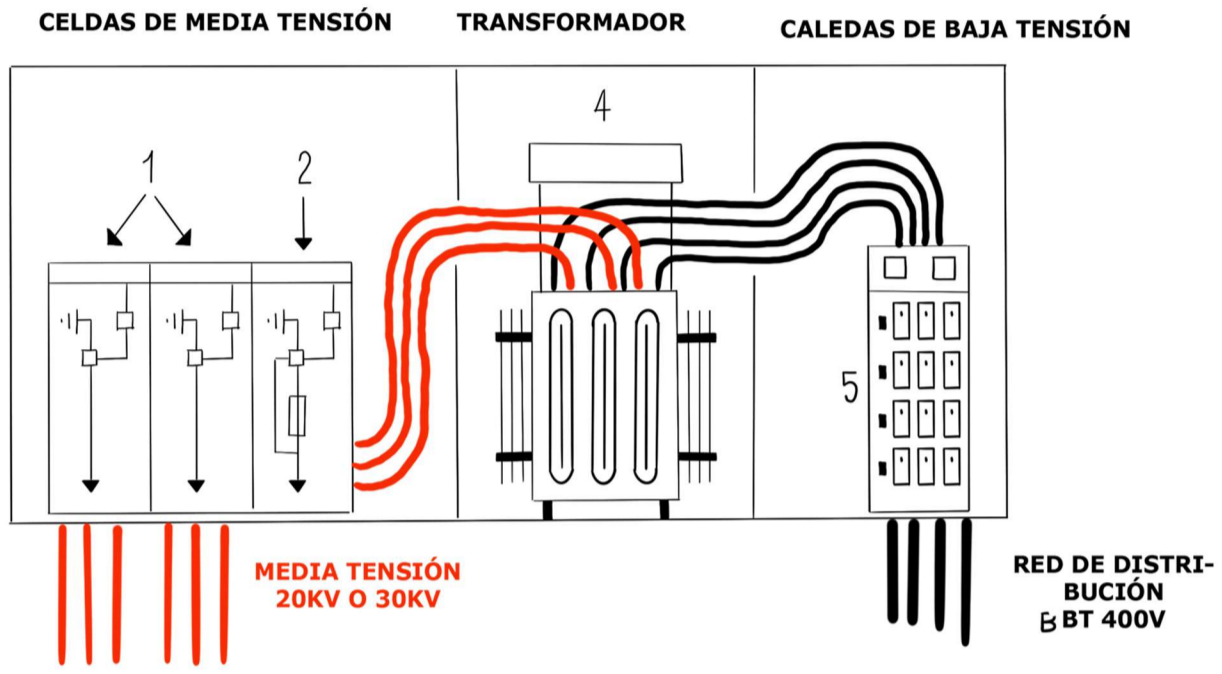 CELDAS DE MEDIA TENSIÓN
TRANSFORMADOR
CALEDAS DE BAJA TENSIÓN
4
1
2
5
MEDIA TENSIÓN
20KV O 30KV
RED DE DISTRI-
BUCIÓN
B BT 400V